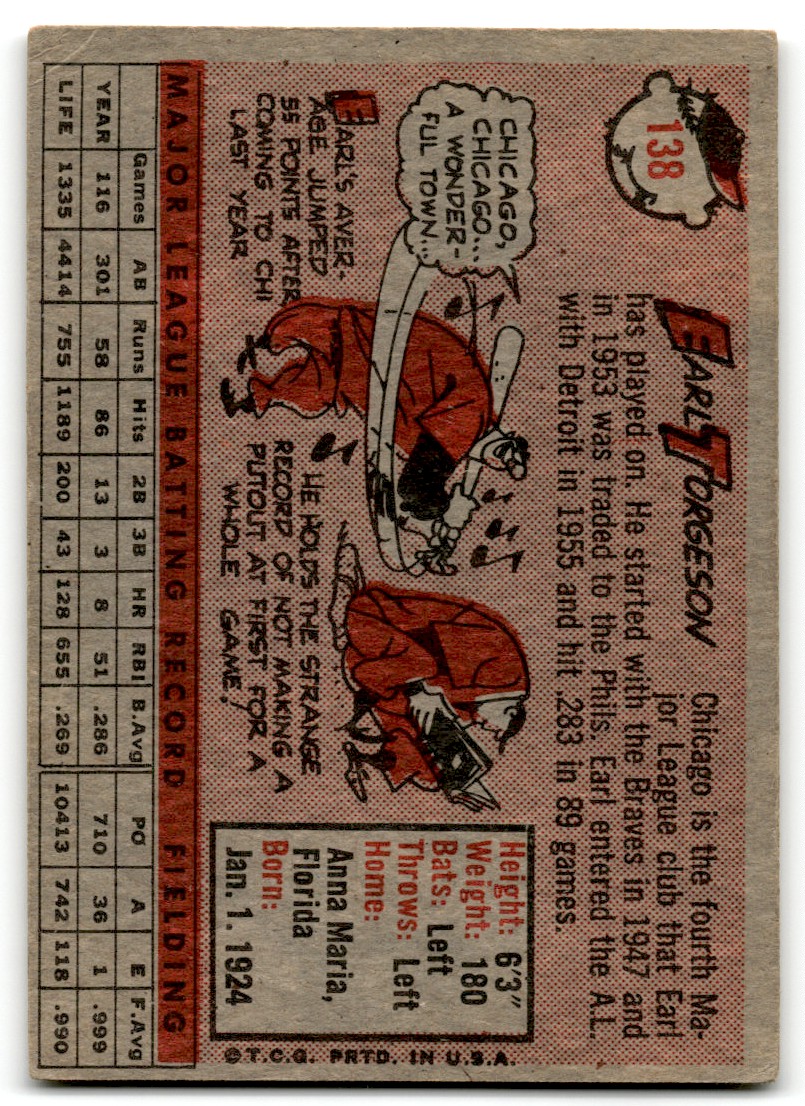 138
EARL TORGESON
Chicago is the fourth Ma-
jor League club that Earl
has played on. He started with the Braves in 1947 and
in 1953 was traded to the Phils. Earl entered the A.L.
with Detroit in 1955 and hit .283 in 89 games.
CHICAGO,
CHICAGO...
A WONDER-
FUL TOWN...
EARL'S AVER-
AGE JUMPED
55 POINTS AFTER
COMING TO CHI
LAST YEAR
HE HOLDS THE STRANGE
RECORD OF NOT MAKING A
PUTOUT AT FIRST FOR A
WHOLE GAME!
Height: 6'3"
Weight: 180
Bats: Left
Throws: Left
Home:
Anna Maria,
Florida
Born:
Jan. 1. 1924
©T.C.G. PRTD. IN U.S.A.
MAJOR LEAGUE BATTING RECORD FIELDING
Games AB Runs Hits 2B 3B HR RBI B.Avg PO A E F.Avg
YEAR 116 301 58 86 13 3 8 51 .286 710 36 1 .999
LIFE 1335 4414 755 1189 200 43 128 655 .269 10413 742 118 .990